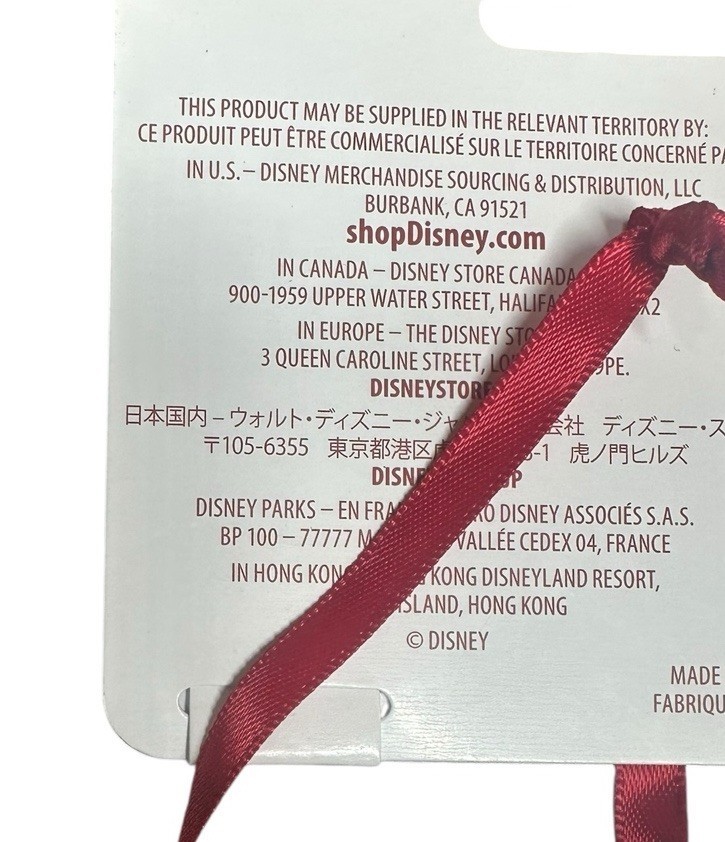 THIS PRODUCT MAY BE SUPPLIED IN THE RELEVANT TERRITORY BY:
CE PRODUIT PEUT ÊTRE COMMERCIALISÉ SUR LE TERRITOIRE CONCERNÉ
IN U.S.– DISNEY MERCHANDISE SOURCING & DISTRIBUTION, LLC
BURBANK, CA 91521
shopDisney.com
IN CANADA – DISNEY STORE CANADA
900-1959 UPPER WATER STREET,
IN EUROPE – THE DISNEY
3 QUEEN CAROLINE STREET,
DISNEYSTORE
日本国内 – ウォルト・ディズニー・ジャ 会社 ディズニー・ス
〒105-6355 東京都港区 -1 虎ノ門ヒルズ
DISNEY PARKS – EN DISNEY ASSOCIÉS S.A.S.
BP 100 – 77777 VALLÉE CEDEX 04, FRANCE
IN HONG KONG KONG DISNEYLAND RESORT,
ISLAND, HONG KONG
© DISNEY
MADE